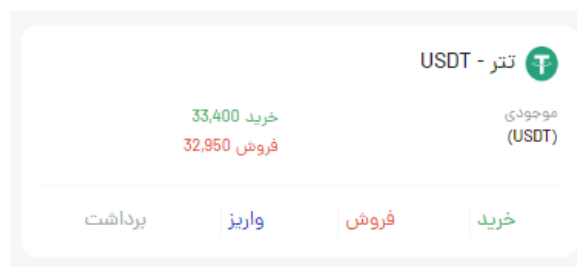 تتر - USDT
موجودی
(USDT)
خرید 33,400
فروش 32,950
خرید
فروش
واریز
برداشت